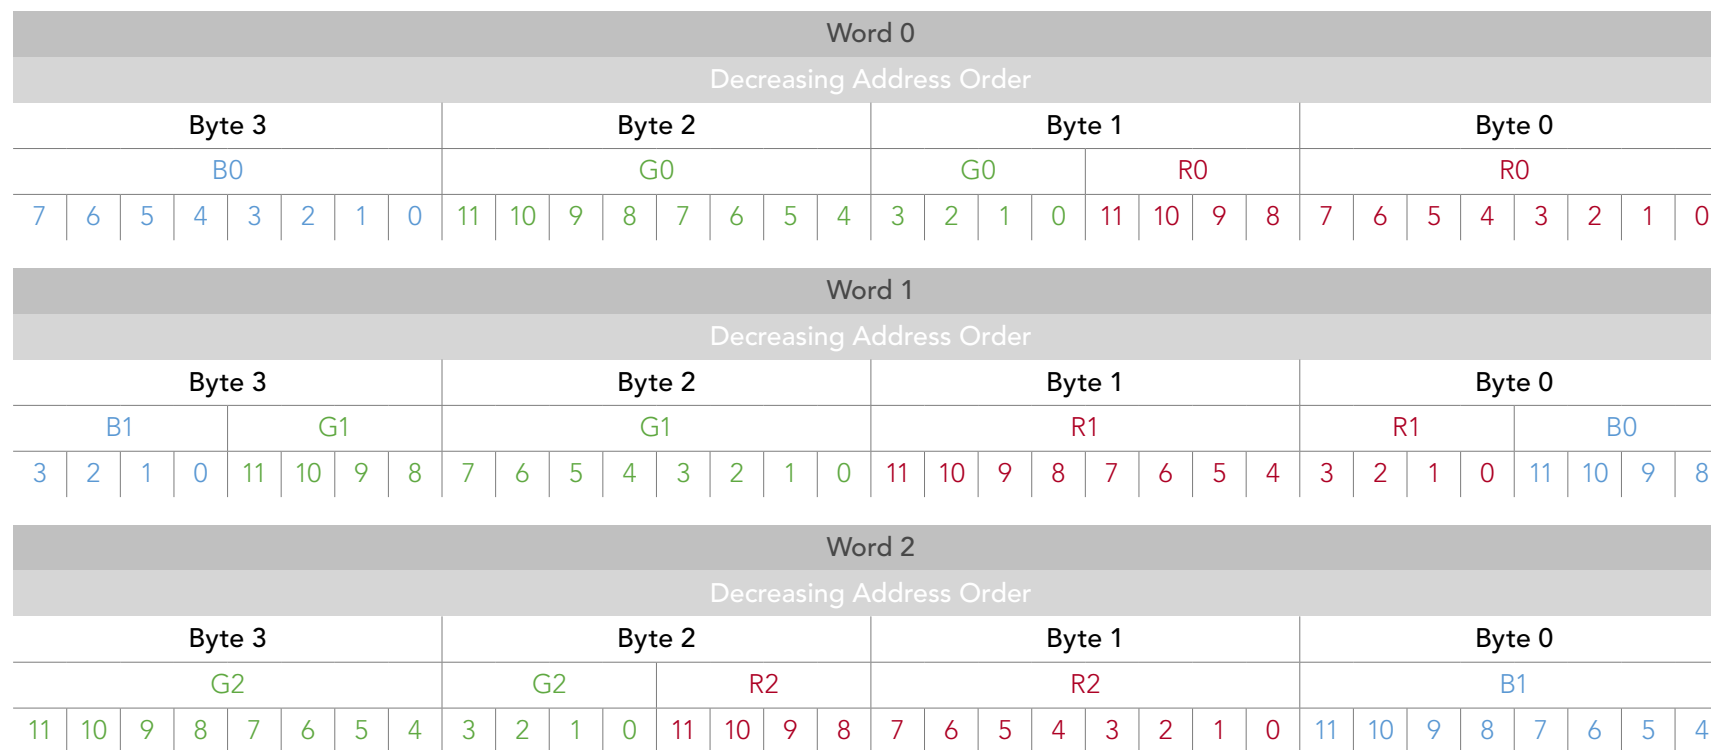 Word 0
Decreasing Address Order
Byte 3 Byte 2 Byte 1 Byte 0
B0 G0 G0 R0 R0
7 6 5 4 3 2 1 0 11 10 9 8 7 6 5 4 3 2 1 0 11 10 9 8 7 6 5 4 3 2 1 0
Word 1
Decreasing Address Order
Byte 3 Byte 2 Byte 1 Byte 0
B1 G1 G1 R1 R1 B0
3 2 1 0 11 10 9 8 7 6 5 4 3 2 1 0 11 10 9 8 7 6 5 4 3 2 1 0 11 10 9 8
Word 2
Decreasing Address Order
Byte 3 Byte 2 Byte 1 Byte 0
G2 G2 R2 R2 B1
11 10 9 8 7 6 5 4 3 2 1 0 11 10 9 8 7 6 5 4 3 2 1 0 11 10 9 8 7 6 5 4